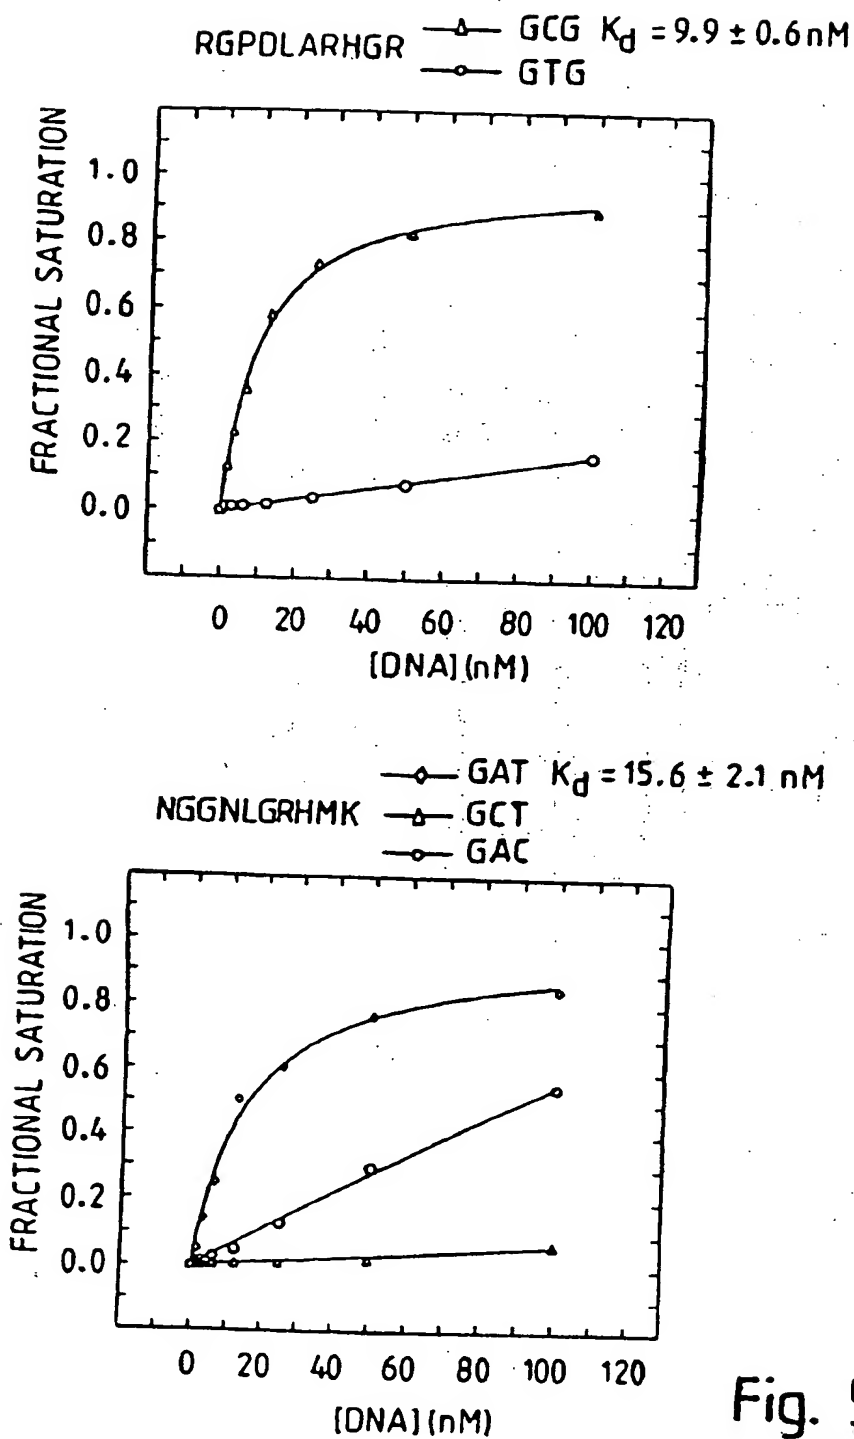 RGPDLARHGR
GCG Kd = 9.9 ± 0.6 nM
GTG
FRACTIONAL SATURATION
1.0
0.8
0.6
0.4
0.2
0.0
0 20 40 60 80 100 120
[DNA] (nM)
GAT Kd = 15.6 ± 2.1 nM
NGGNLGRHMK
GCT
GAC
FRACTIONAL SATURATION
1.0
0.8
0.6
0.4
0.2
0.0
0 20 40 60 80 100 120
[DNA] (nM)
Fig.